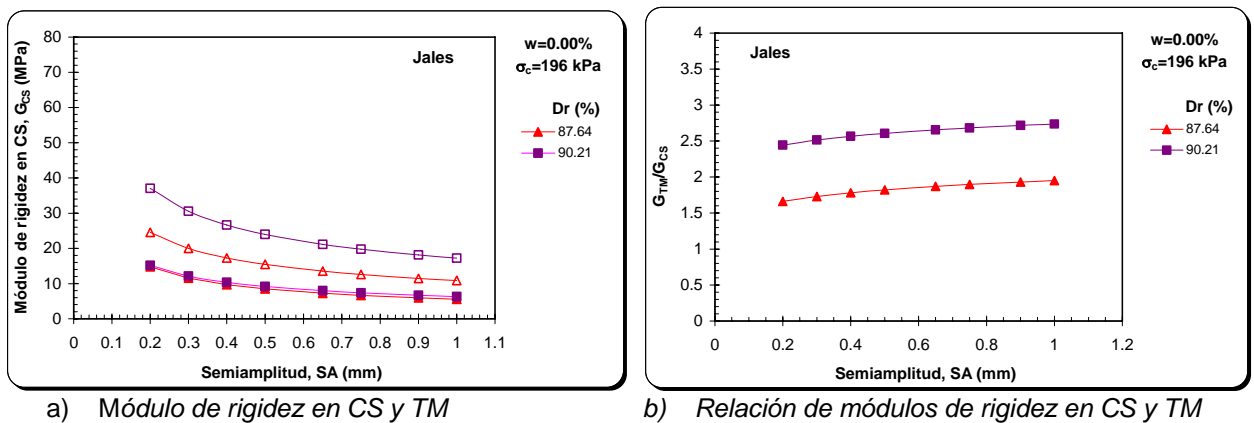 Jales
w=0.00%
σc=196 kPa
Dr (%)
87.64
90.21
Módulo de rigidez en CS, GCS (MPa)
80
70
60
50
40
30
20
10
0
0 0.1 0.2 0.3 0.4 0.5 0.6 0.7 0.8 0.9 1 1.1
Semiamplitud, SA (mm)
a) Módulo de rigidez en CS y TM
Jales
w=0.00%
σc=196 kPa
Dr (%)
87.64
90.21
GTM/GCS
4
3.5
3
2.5
2
1.5
1
0.5
0
0 0.2 0.4 0.6 0.8 1 1.2
Semiamplitud, SA (mm)
b) Relación de módulos de rigidez en CS y TM